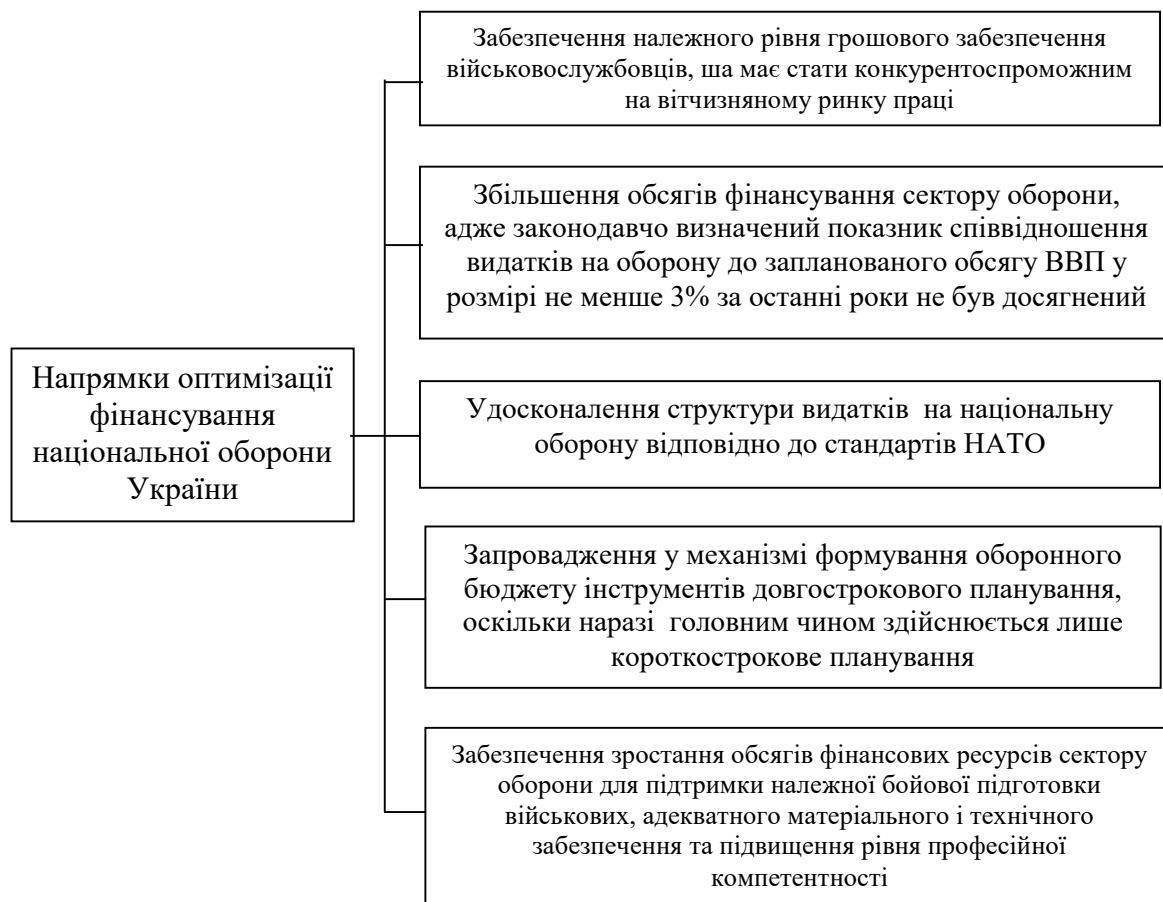 Напрямки оптимізації
фінансування
національної оборони
України
Забезпечення належного рівня грошового забезпечення
військовослужбовців, ша має стати конкурентоспроможним
на вітчизняному ринку праці
Збільшення обсягів фінансування сектору оборони,
адже законодавчо визначений показник співвідношення
видатків на оборону до запланованого обсягу ВВП у
розмірі не менше 3% за останні роки не був досягнений
Удосконалення структури видатків на національну
оборону відповідно до стандартів НАТО
Запровадження у механізмі формування оборонного
бюджету інструментів довгострокового планування,
оскільки наразі головним чином здійснюється лише
короткострокове планування
Забезпечення зростання обсягів фінансових ресурсів сектору
оборони для підтримки належної бойової підготовки
військових, адекватного матеріального і технічного
забезпечення та підвищення рівня професійної
компетентності